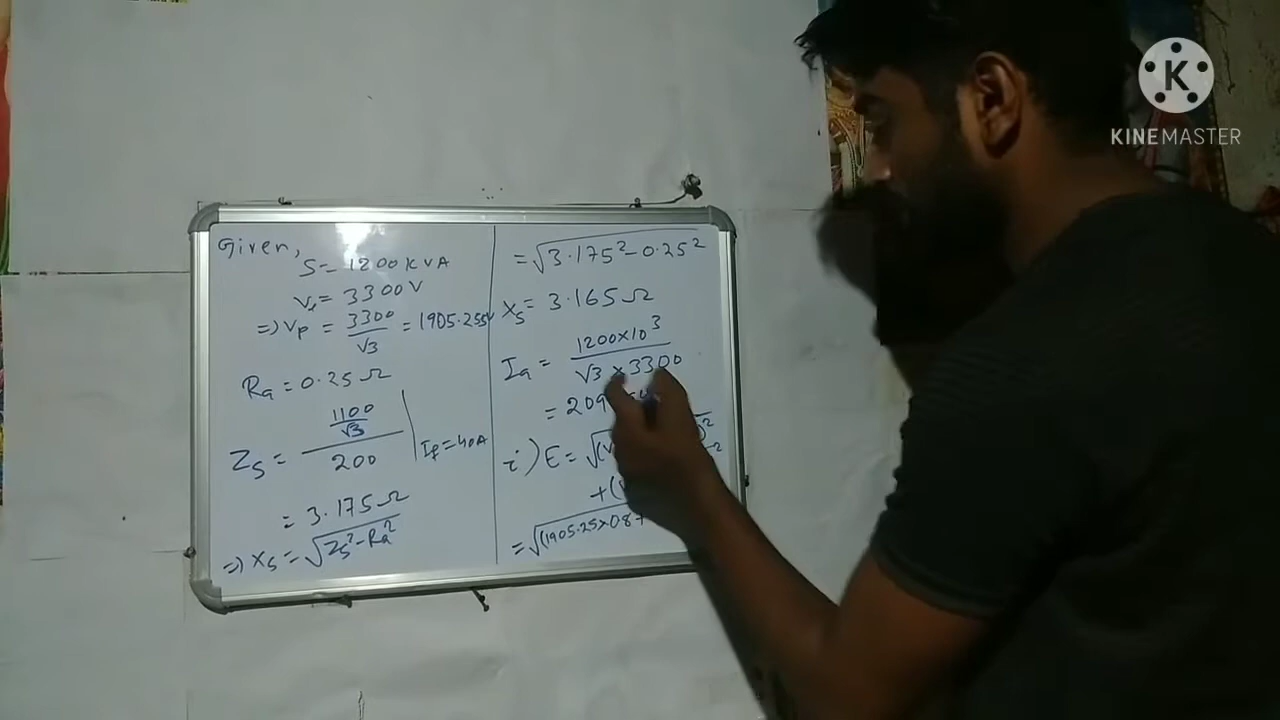 Given,
S = 1200 KVA
V = 3300 V
=) Vp = 3300/√3 = 1905.255V
Ra = 0.25 Ω
Zs = (1100/√3)/200 | If = 40A
= 3.175 Ω
=) Xs = √Zs² - Ra²
= √3.175² - 0.25²
Xs = 3.165 Ω
Ia = 1200×10³/√3 × 3300
= 209
i) E = √(
+(
= √(1905.25×0.8+
KINEMASTER